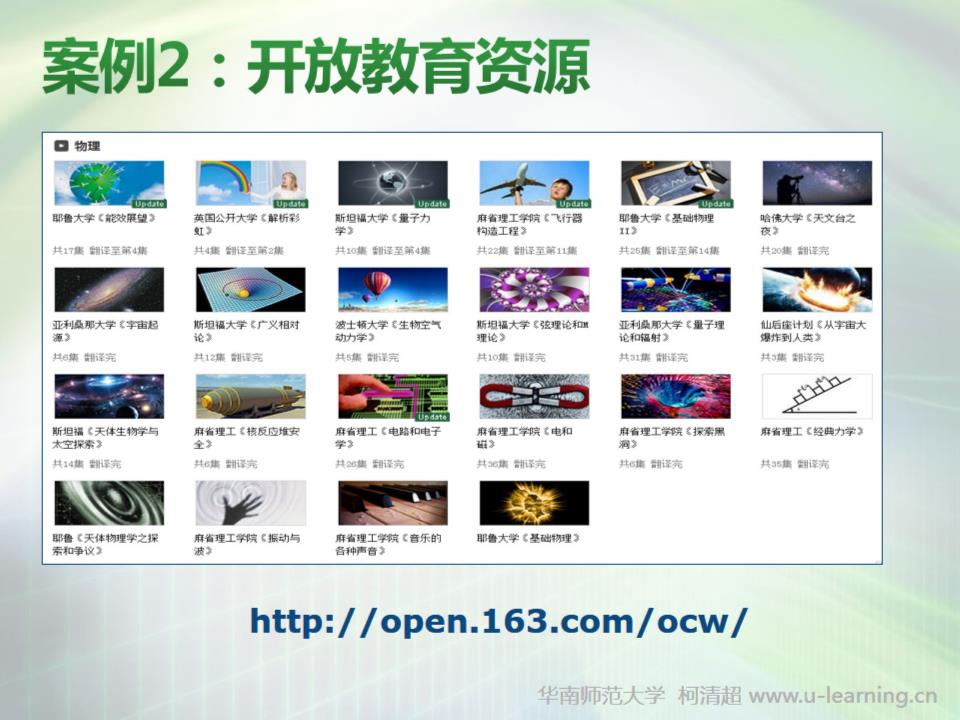 案例2：开放教育资源
物理
Update Update Update Update Update
耶鲁大学《能效展望》 英国公开大学《解析彩 斯坦福大学《量子力 麻省理工学院《飞行器 耶鲁大学《基础物理 哈佛大学《天文台之
虹》 学》 构造工程》 II》 夜》
共17集 翻译至第4集 共4集 翻译至第2集 共10集 翻译至第4集 共22集 翻译至第11集 共25集 翻译至第14集 共20集 翻译完
亚利桑那大学《宇宙起 斯坦福大学《广义相对 波士顿大学《生物空气 斯坦福大学《弦理论和M 亚利桑那大学《量子理 仙后座计划《从宇宙大
源》 论》 动力学》 理论》 论和辐射》 爆炸到人类》
共6集 翻译完 共12集 翻译完 共5集 翻译完 共10集 翻译完 共31集 翻译完 共3集 翻译完
Update
斯坦福《天体生物学与 麻省理工《核反应堆安 麻省理工《电路和电子 麻省理工学院《电和 麻省理工学院《探索黑 麻省理工《经典力学》
太空探索》 全》 学》 磁》 洞》
共14集 翻译完 共6集 翻译完 共26集 翻译完 共36集 翻译完 共6集 翻译完 共35集 翻译完
耶鲁《天体物理学之探 麻省理工学院《振动与 麻省理工学院《音乐的 耶鲁大学《基础物理》
索和争议》 波》 各种声音》
http://open.163.com/ocw/
华南师范大学 柯清超 www.u-learning.cn